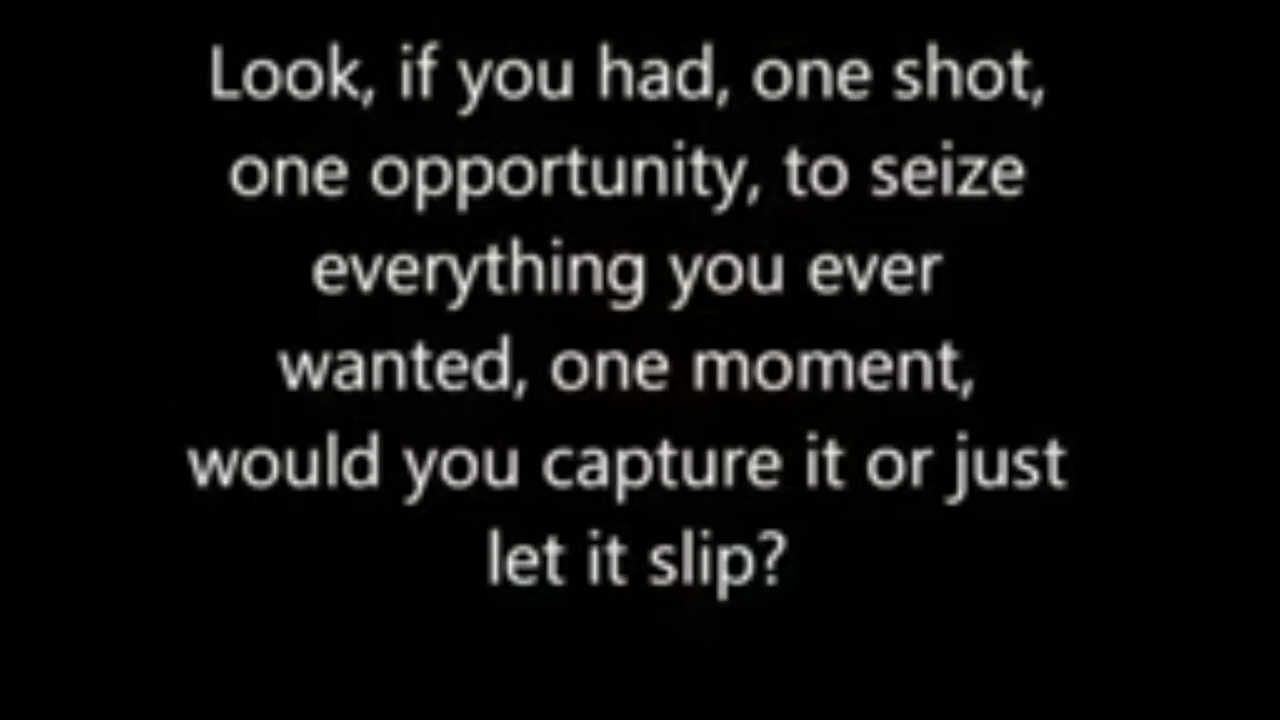 Look, if you had, one shot,
one opportunity, to seize
everything you ever
wanted, one moment,
would you capture it or just
let it slip?